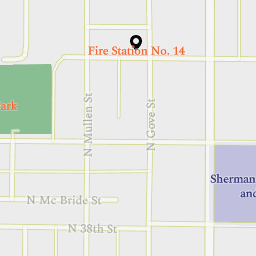 Fire Station No. 14
ark
N Mullen St
N Gove St
Sherman
and
N Mc Bride St
N 38th St